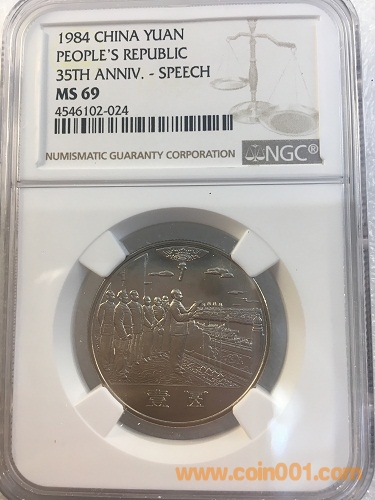 1984 CHINA YUAN
PEOPLE'S REPUBLIC
35TH ANNIV. - SPEECH
MS 69
4546102-024
NUMISMATIC GUARANTY CORPORATION NGC®
www.coin001.com